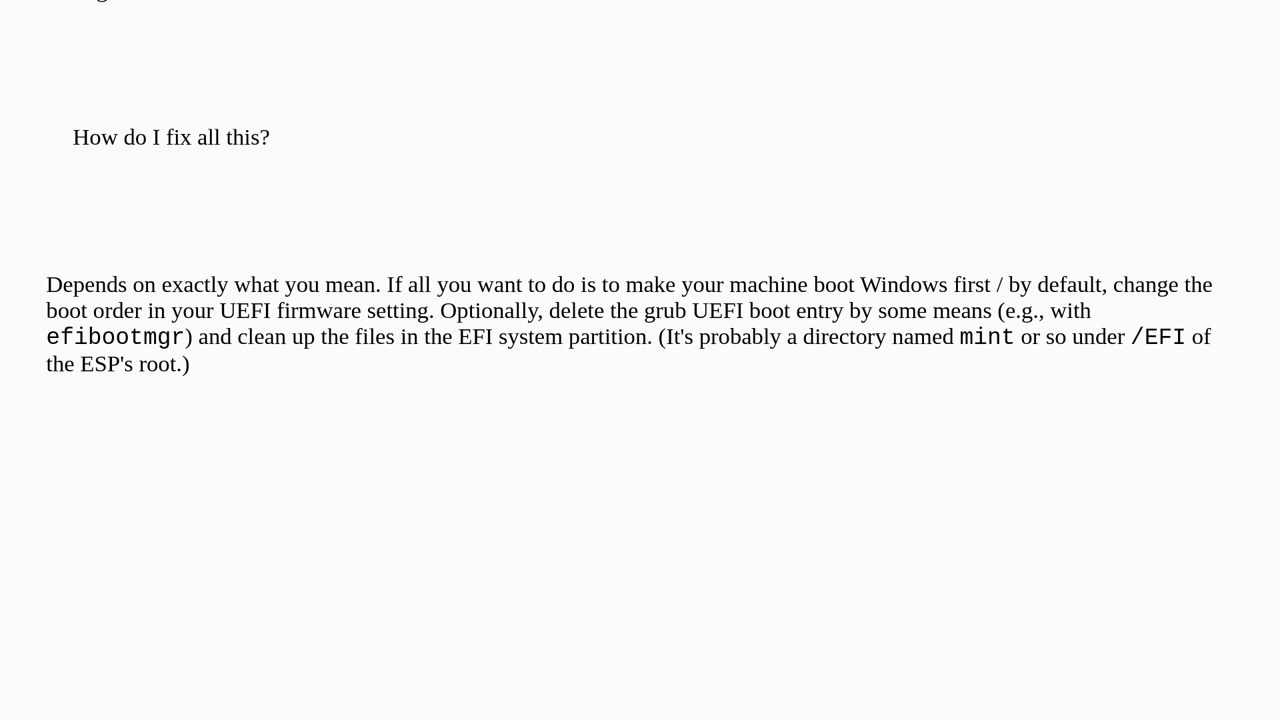 How do I fix all this?
Depends on exactly what you mean. If all you want to do is to make your machine boot Windows first / by default, change the
boot order in your UEFI firmware setting. Optionally, delete the grub UEFI boot entry by some means (e.g., with
efibootmgr) and clean up the files in the EFI system partition. (It's probably a directory named mint or so under /EFI of
the ESP's root.)